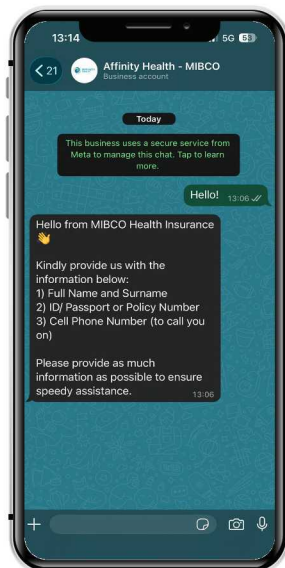 13:14
5G 53
21
Affinity Health - MIBCO
Business account
Today
This business uses a secure service from
Meta to manage this chat. Tap to learn
more.
Hello! 13:06
Hello from MIBCO Health Insurance
👋
Kindly provide us with the
information below:
1) Full Name and Surname
2) ID/ Passport or Policy Number
3) Cell Phone Number (to call you
on)
Please provide as much
information as possible to ensure
speedy assistance. 13:06